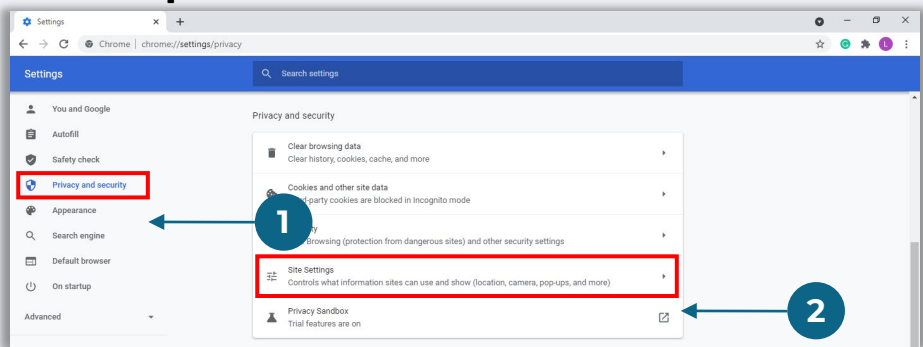 Settings
Chrome | chrome://settings/privacy
L
Settings
Search settings
You and Google
Autofill
Safety check
Privacy and security
Appearance
Search engine
Default browser
On startup
Advanced
Privacy and security
Clear browsing data
Clear history, cookies, cache, and more
Cookies and other site data
party cookies are blocked in Incognito mode
Browsing (protection from dangerous sites) and other security settings
Site Settings
Controls what information sites can use and show (location, camera, pop-ups, and more)
Privacy Sandbox
Trial features are on
1
2